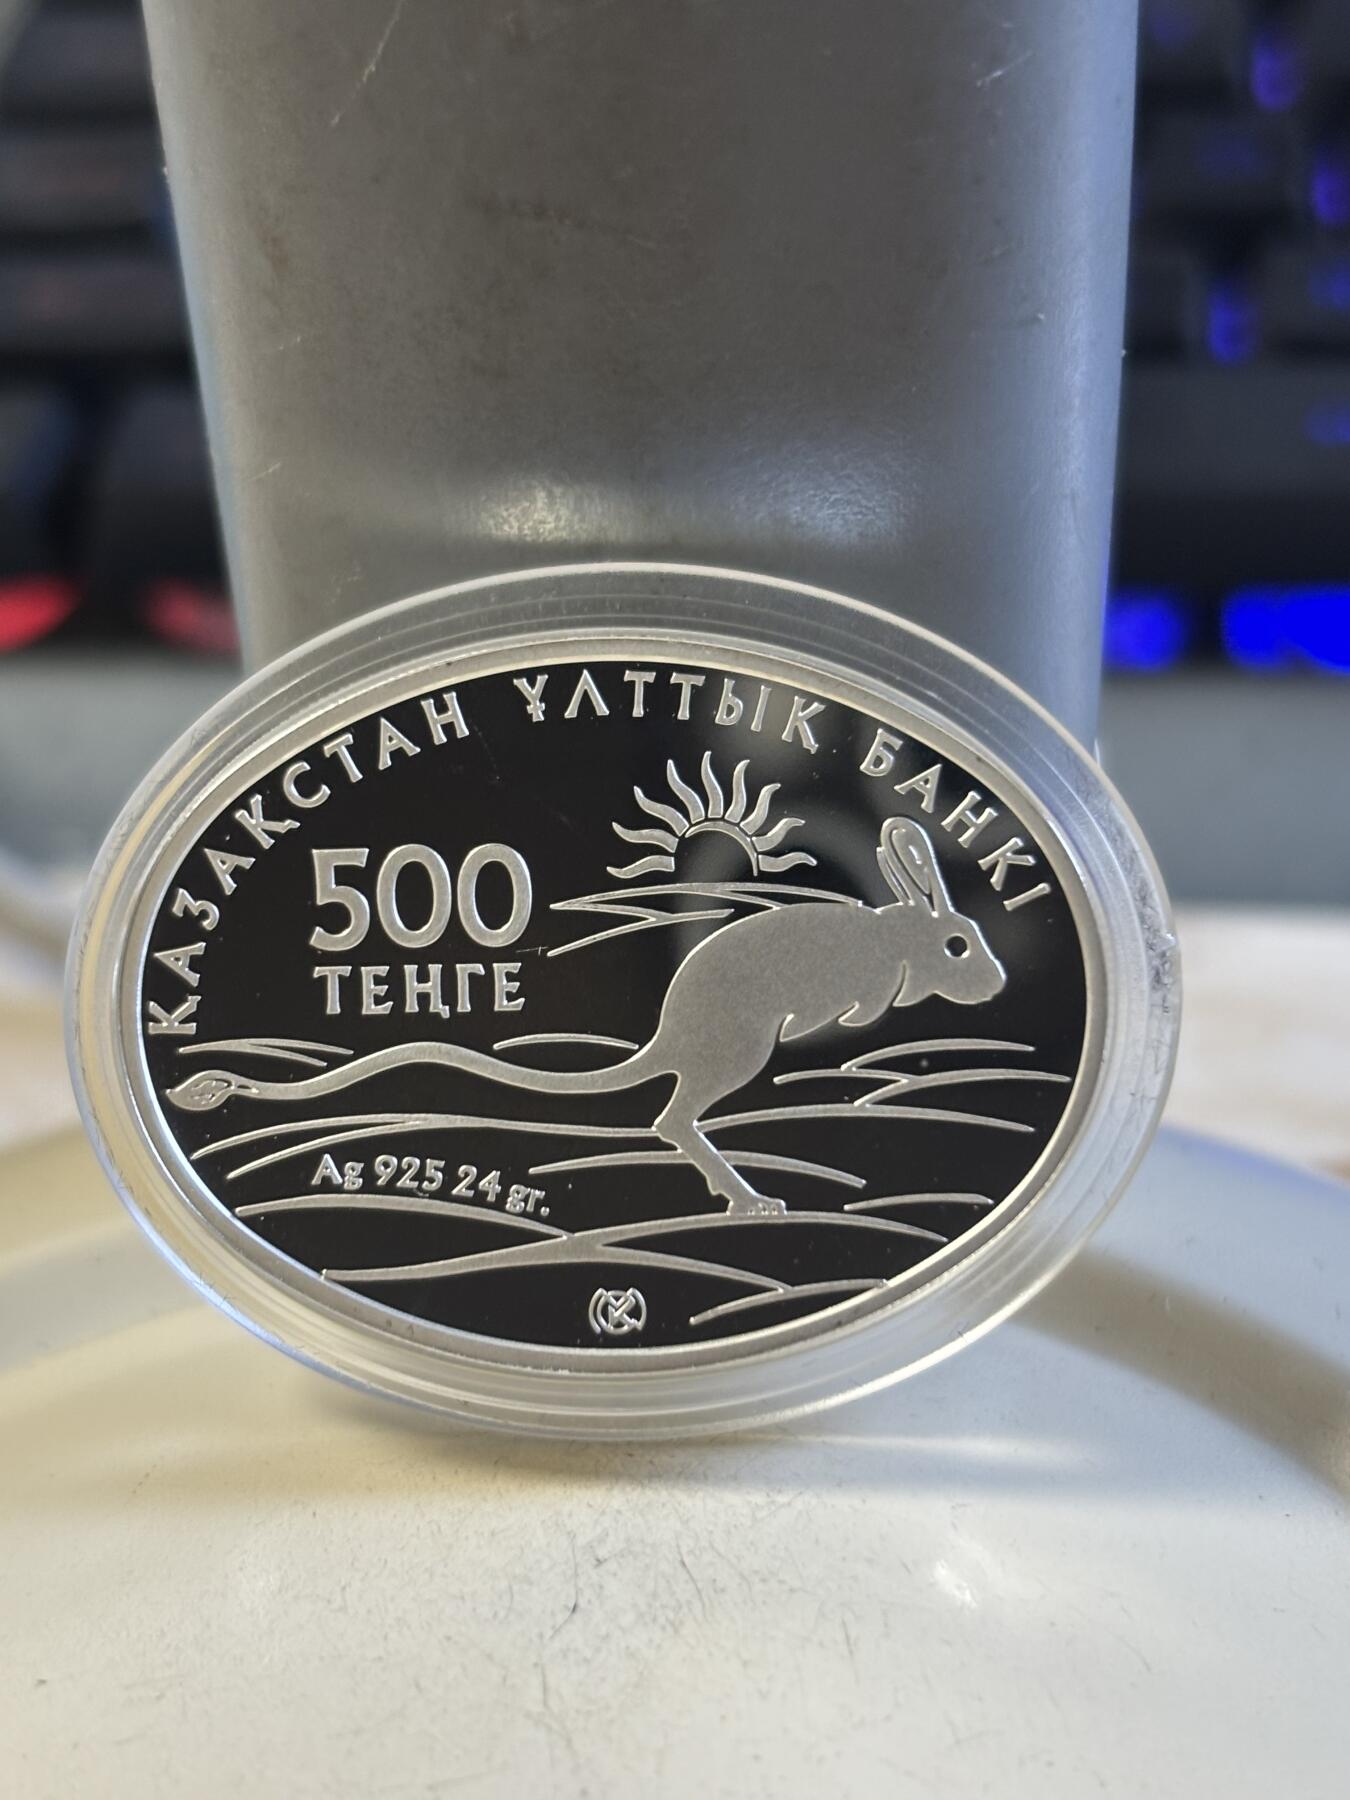 ҚАЗАҚСТАН ҰЛТТЫҚ БАНКІ
500
ТЕҢГЕ
Ag 925 24 gr.